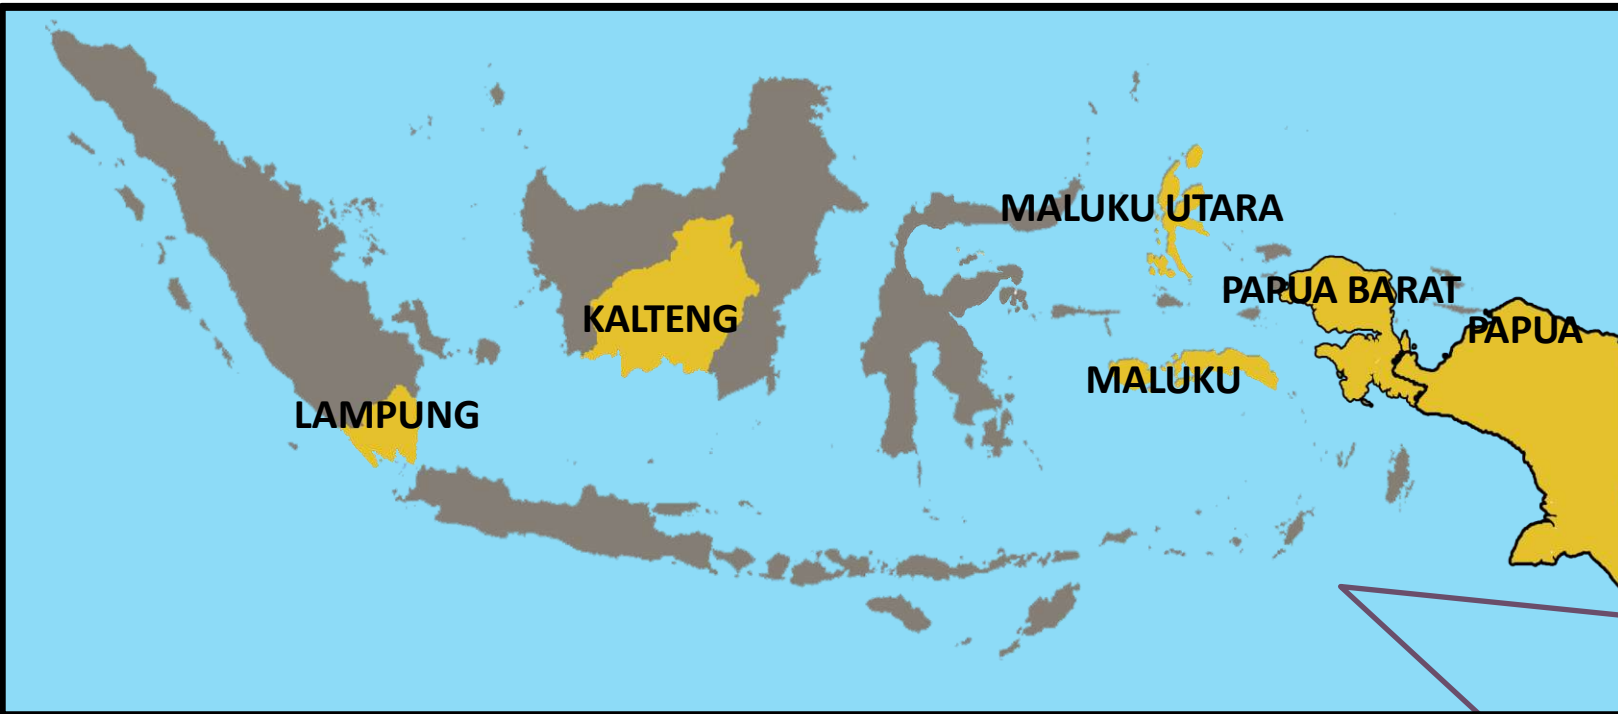 MALUKU UTARA
PAPUA BARAT
KALTENG
PAPUA
MALUKU
LAMPUNG